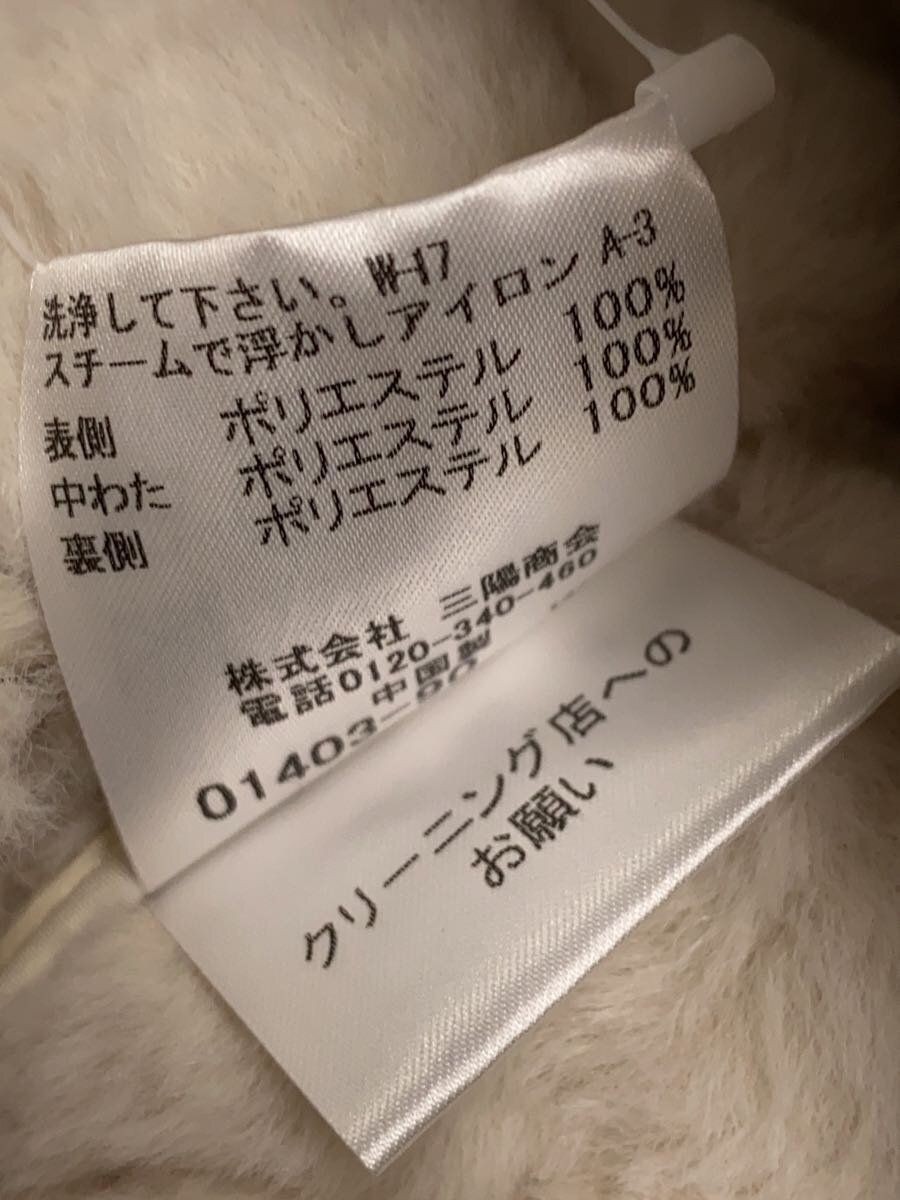 洗浄して下さい。W-17
スチームで浮かしアイロン A-3
表側 ポリエステル 100%
中わた ポリエステル 100%
裏側 ポリエステル 100%
株式会社 三陽商会
電話0120-340-460
中国製
01403-90
クリーニング店への
お願い